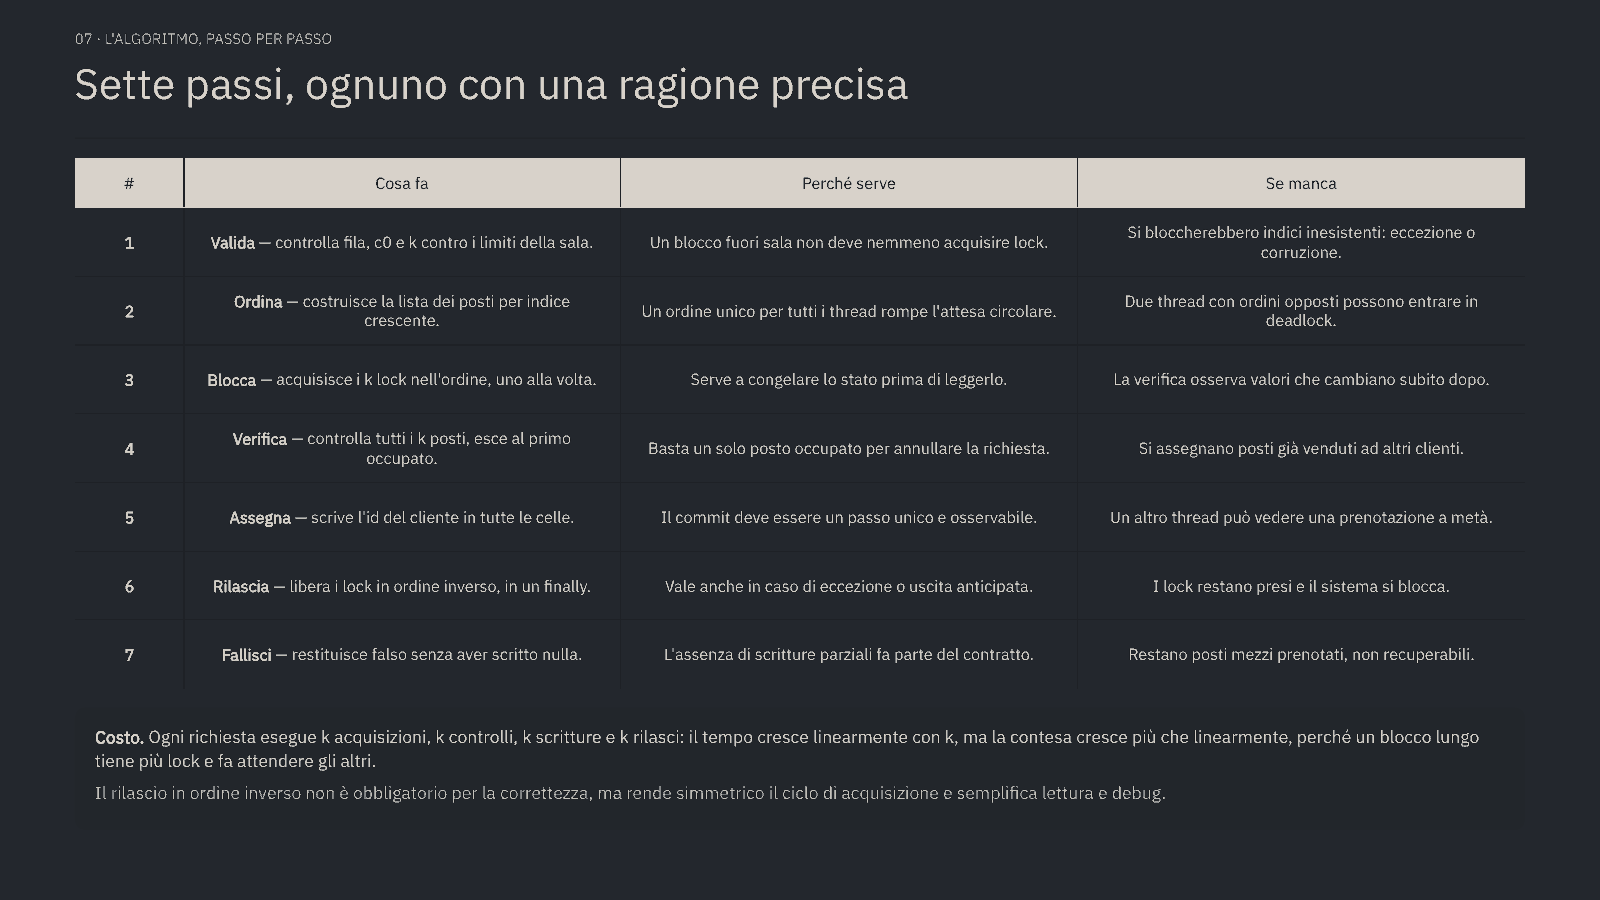 07 · L'ALGORITMO, PASSO PER PASSO
Sette passi, ognuno con una ragione precisa
# Cosa fa Perché serve Se manca
1 Valida — controlla fila, c0 e k contro i limiti della sala. Un blocco fuori sala non deve nemmeno acquisire lock. Si bloccherebbero indici inesistenti: eccezione o
corruzione.
2 Ordina — costruisce la lista dei posti per indice
crescente. Un ordine unico per tutti i thread rompe l'attesa circolare. Due thread con ordini opposti possono entrare in
deadlock.
3 Blocca — acquisisce i k lock nell'ordine, uno alla volta. Serve a congelare lo stato prima di leggerlo. La verifica osserva valori che cambiano subito dopo.
4 Verifica — controlla tutti i k posti, esce al primo
occupato. Basta un solo posto occupato per annullare la richiesta. Si assegnano posti già venduti ad altri clienti.
5 Assegna — scrive l'id del cliente in tutte le celle. Il commit deve essere un passo unico e osservabile. Un altro thread può vedere una prenotazione a metà.
6 Rilascia — libera i lock in ordine inverso, in un finally. Vale anche in caso di eccezione o uscita anticipata. I lock restano presi e il sistema si blocca.
7 Fallisci — restituisce falso senza aver scritto nulla. L'assenza di scritture parziali fa parte del contratto. Restano posti mezzi prenotati, non recuperabili.
Costo. Ogni richiesta esegue k acquisizioni, k controlli, k scritture e k rilasci: il tempo cresce linearmente con k, ma la contesa cresce più che linearmente, perché un blocco lungo
tiene più lock e fa attendere gli altri.
Il rilascio in ordine inverso non è obbligatorio per la correttezza, ma rende simmetrico il ciclo di acquisizione e semplifica lettura e debug.